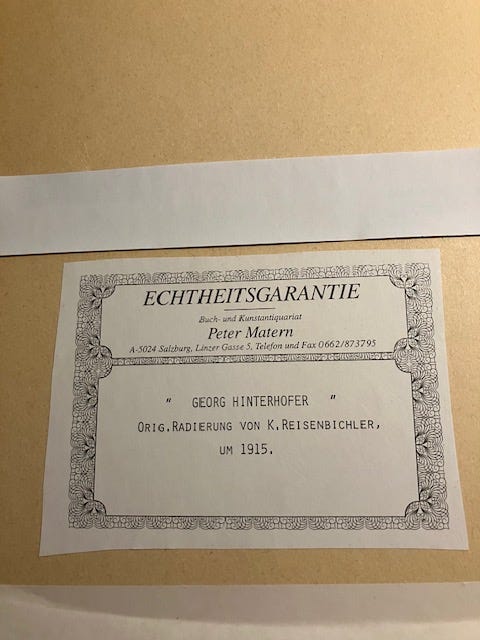 ECHTHEITSGARANTIE
Buch- und Kunstantiquariat
Peter Matern
A-5024 Salzburg, Linzer Gasse 5, Telefon und Fax 0662/873795
" GEORG HINTERHOFER "
ORIG.RADIERUNG VON K.REISENBICHLER,
UM 1915.